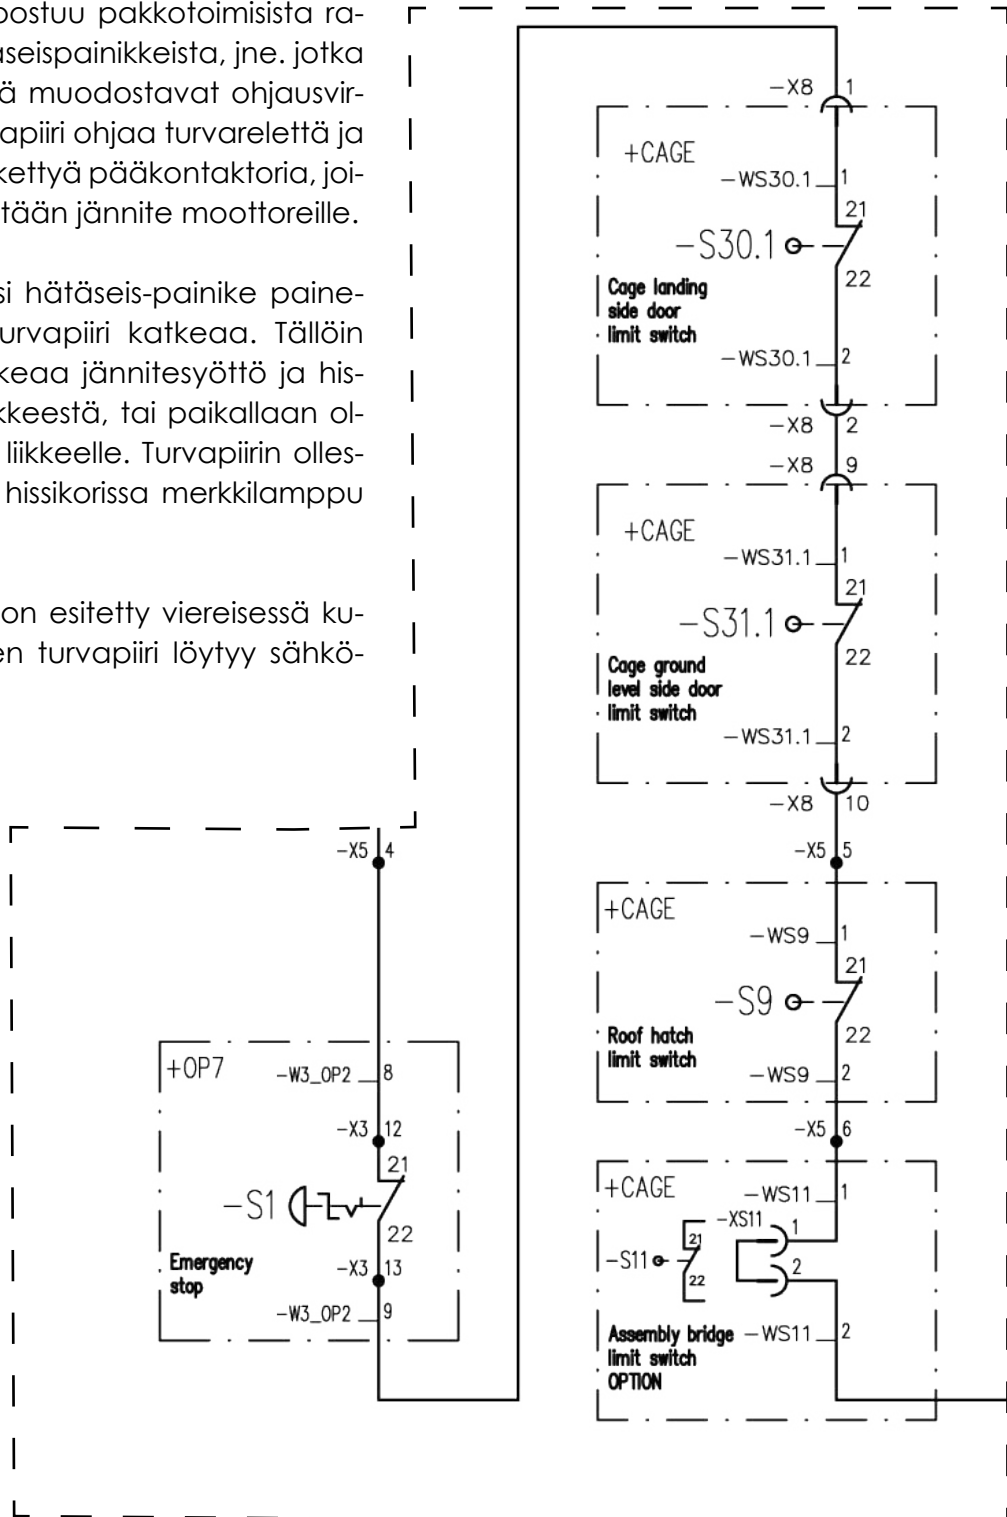 postuu pakkotoimisista ra-
äseispainikkeista, jne. jotka
ä muodostavat ohjausvir-
apiiri ohjaa turvarelettä ja
kettyä pääkontaktoria, joi-
tään jännite moottoreille.
si hätäseis-painike paine-
urvapiiri katkeaa. Tällöin
keaa jännitesyöttö ja his-
kkeestä, tai paikallaan ol-
liikkeelle. Turvapiirin olles-
hissikorissa merkkilamppu
on esitetty viereisessä ku-
en turvapiiri löytyy sähkö-
-X5 4
+OP7
-W3_OP2 8
-X3 12
21
-S1
22
Emergency
stop
-X3 13
-W3_OP2 9
-X8 1
+CAGE
-WS30.1 1
21
-S30.1
22
Cage landing
side door
limit switch
-WS30.1 2
-X8 2
-X8 9
+CAGE
-WS31.1 1
21
-S31.1
22
Cage ground
level side door
limit switch
-WS31.1 2
-X8 10
-X5 5
+CAGE
-WS9 1
21
-S9
22
Roof hatch
limit switch
-WS9 2
-X5 6
+CAGE
-WS11 1
-XS11 1
21
-S11
22
2
Assembly bridge
limit switch
OPTION
-WS11 2